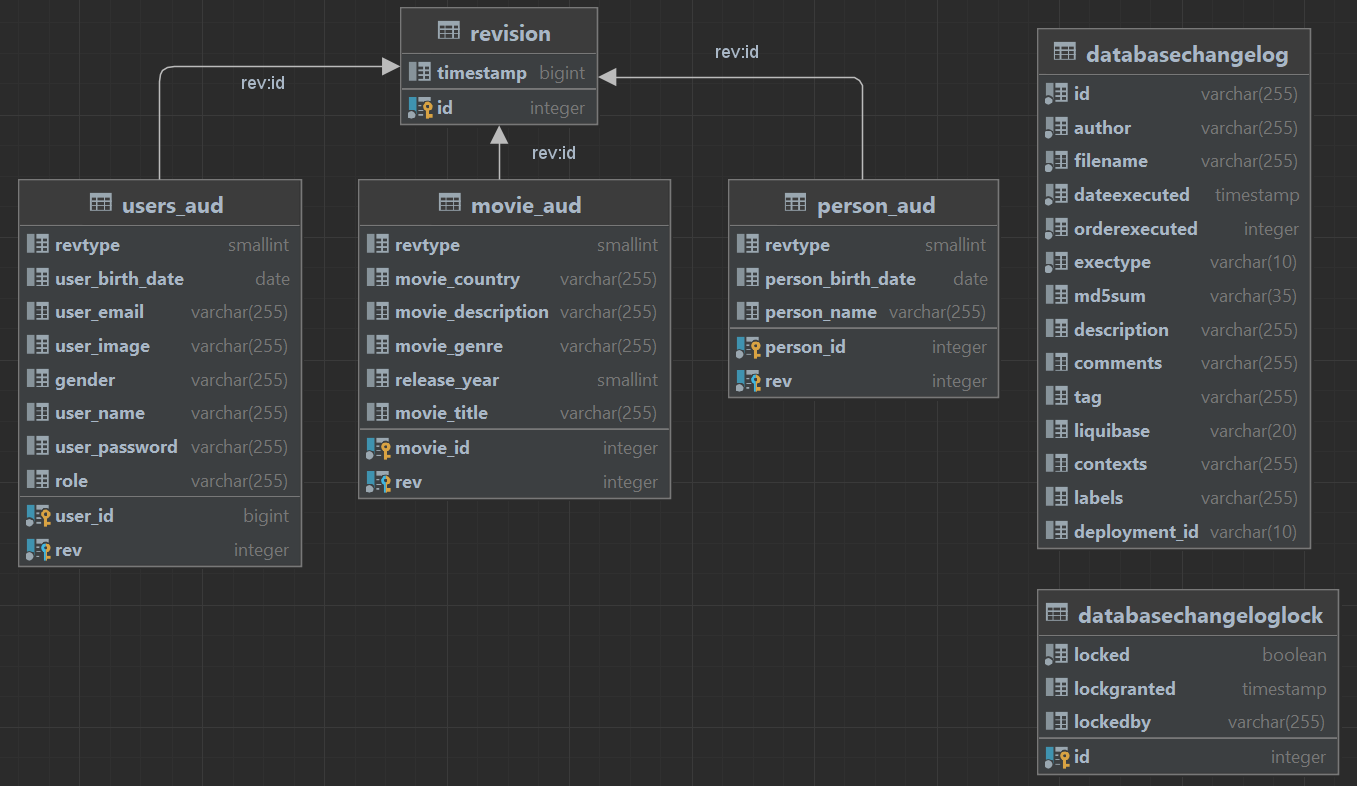 revision
timestamp bigint
id integer
rev:id
rev:id
rev:id
users_aud
revtype smallint
user_birth_date date
user_email varchar(255)
user_image varchar(255)
gender varchar(255)
user_name varchar(255)
user_password varchar(255)
role varchar(255)
user_id bigint
rev integer
movie_aud
revtype smallint
movie_country varchar(255)
movie_description varchar(255)
movie_genre varchar(255)
release_year smallint
movie_title varchar(255)
movie_id integer
rev integer
person_aud
revtype smallint
person_birth_date date
person_name varchar(255)
person_id integer
rev integer
databasechangelog
id varchar(255)
author varchar(255)
filename varchar(255)
dateexecuted timestamp
orderexecuted integer
exectype varchar(10)
md5sum varchar(35)
description varchar(255)
comments varchar(255)
tag varchar(255)
liquibase varchar(20)
contexts varchar(255)
labels varchar(255)
deployment_id varchar(10)
databasechangeloglock
locked boolean
lockgranted timestamp
lockedby varchar(255)
id integer